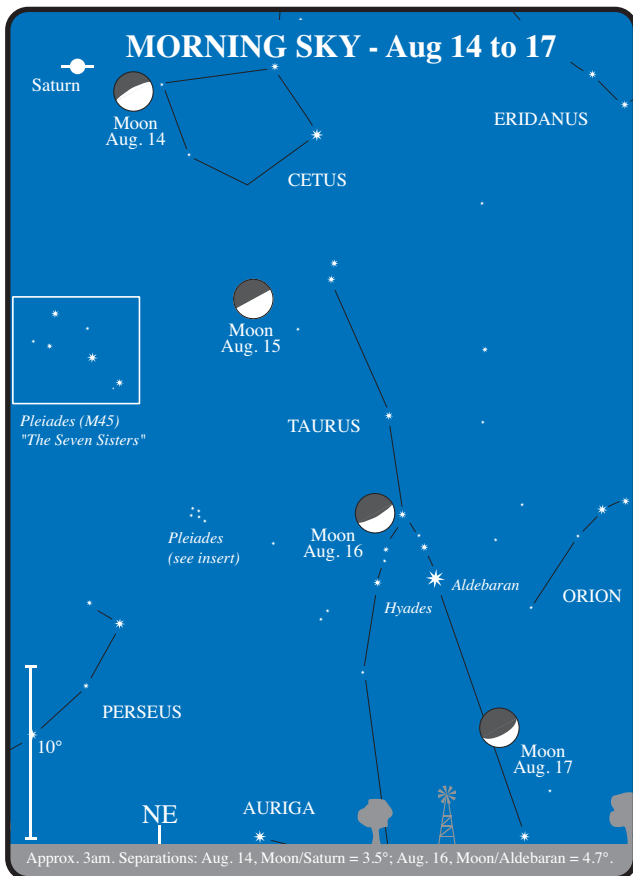 MORNING SKY - Aug 14 to 17
Saturn
Moon
Aug. 14
ERIDANUS
CETUS
Moon
Aug. 15
Pleiades (M45)
"The Seven Sisters"
TAURUS
Pleiades
(see insert)
Moon
Aug. 16
Aldebaran
Hyades
ORION
PERSEUS
10°
Moon
Aug. 17
NE
AURIGA
Approx. 3am. Separations: Aug. 14, Moon/Saturn = 3.5°; Aug. 16, Moon/Aldebaran = 4.7°.